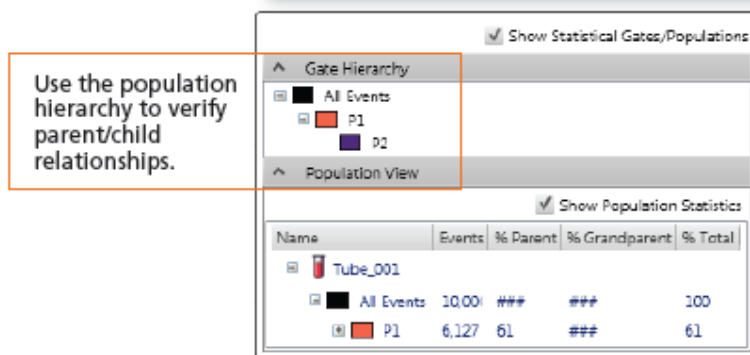 Show Statistical Gates/Populations
Use the population
hierarchy to verify
parent/child
relationships.
Gate Hierarchy
All Events
P1
P2
Population View
Show Population Statistics
Name Events % Parent % Grandparent % Total
Tube_001
All Events 10,00 ### ### 100
P1 6,127 61 ### 61